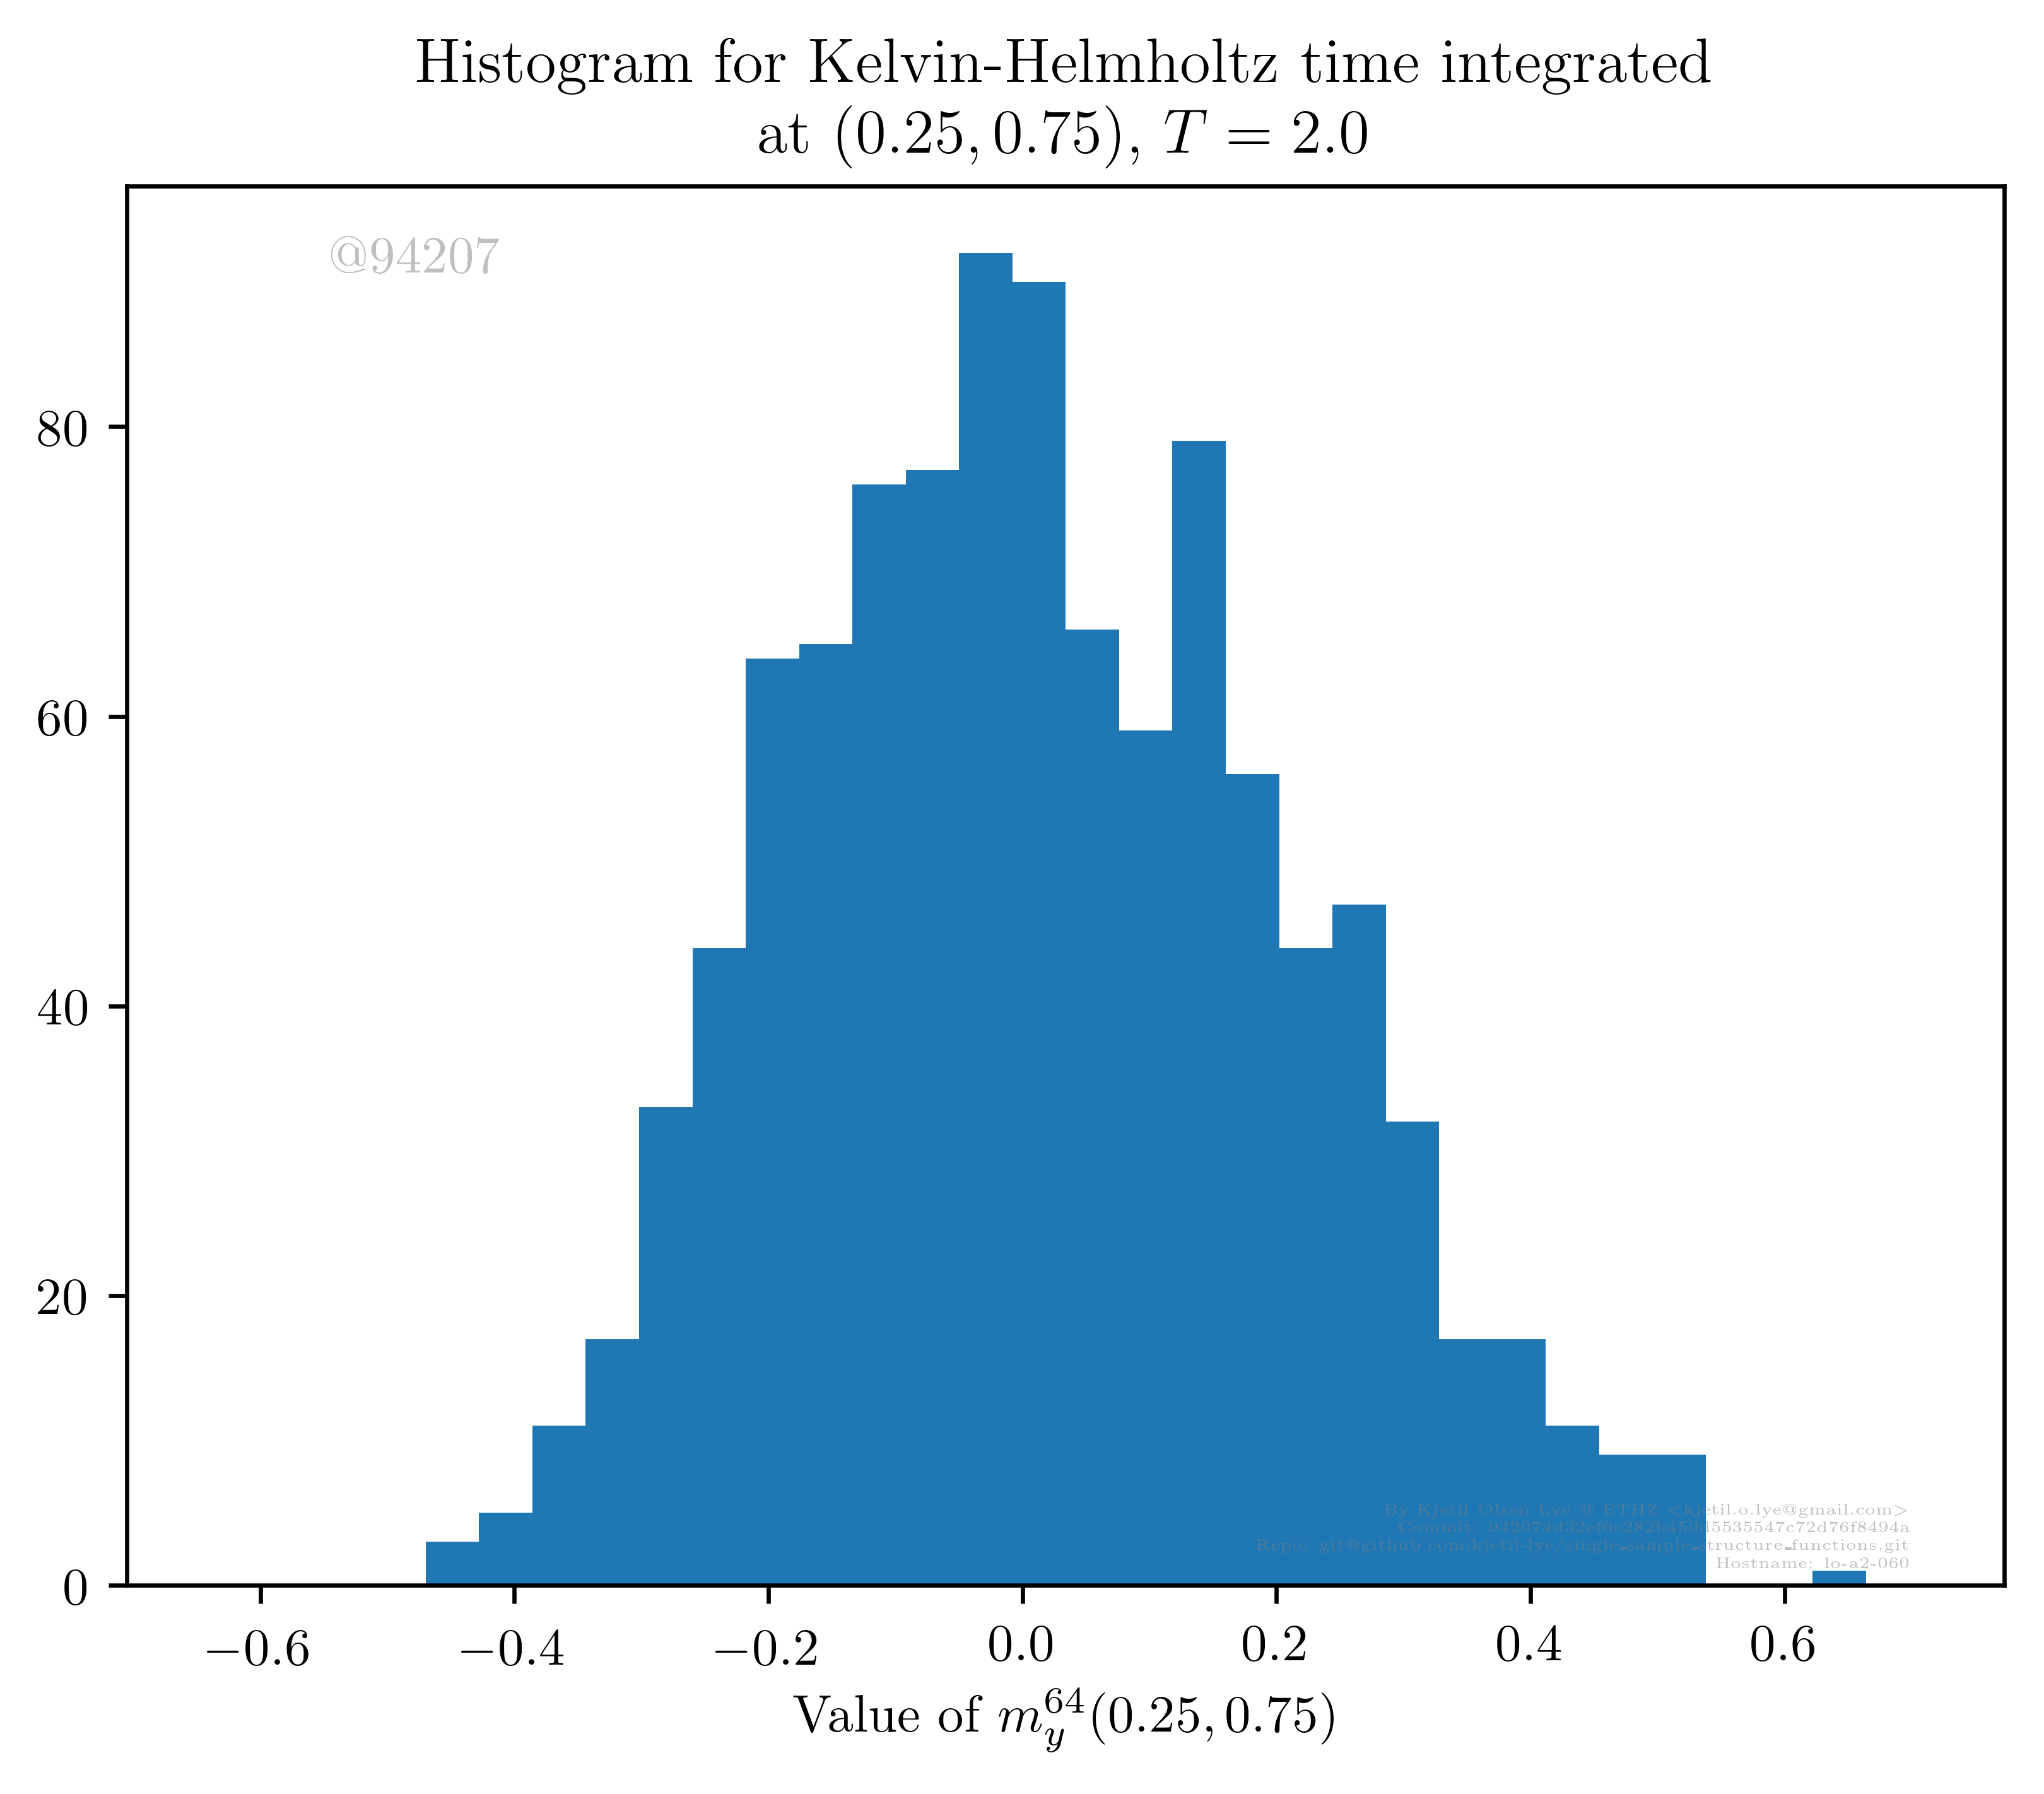 Histogram for Kelvin-Helmholtz time integrated
at (0.25, 0.75), T = 2.0
@94207
80
60
40
20
0
By Kjetil Olsen Lye @ ETHZ <kjetil.o.lye@gmail.com>
Commit: 942074d32ef6e282b459d5535547c72d76f8494a
Repo: git@github.com:kjetil-lye/single_sample_structure_functions.git
Hostname: lo-a2-060
−0.6 −0.4 −0.2 0.0 0.2 0.4 0.6
Value of m_y^64(0.25, 0.75)